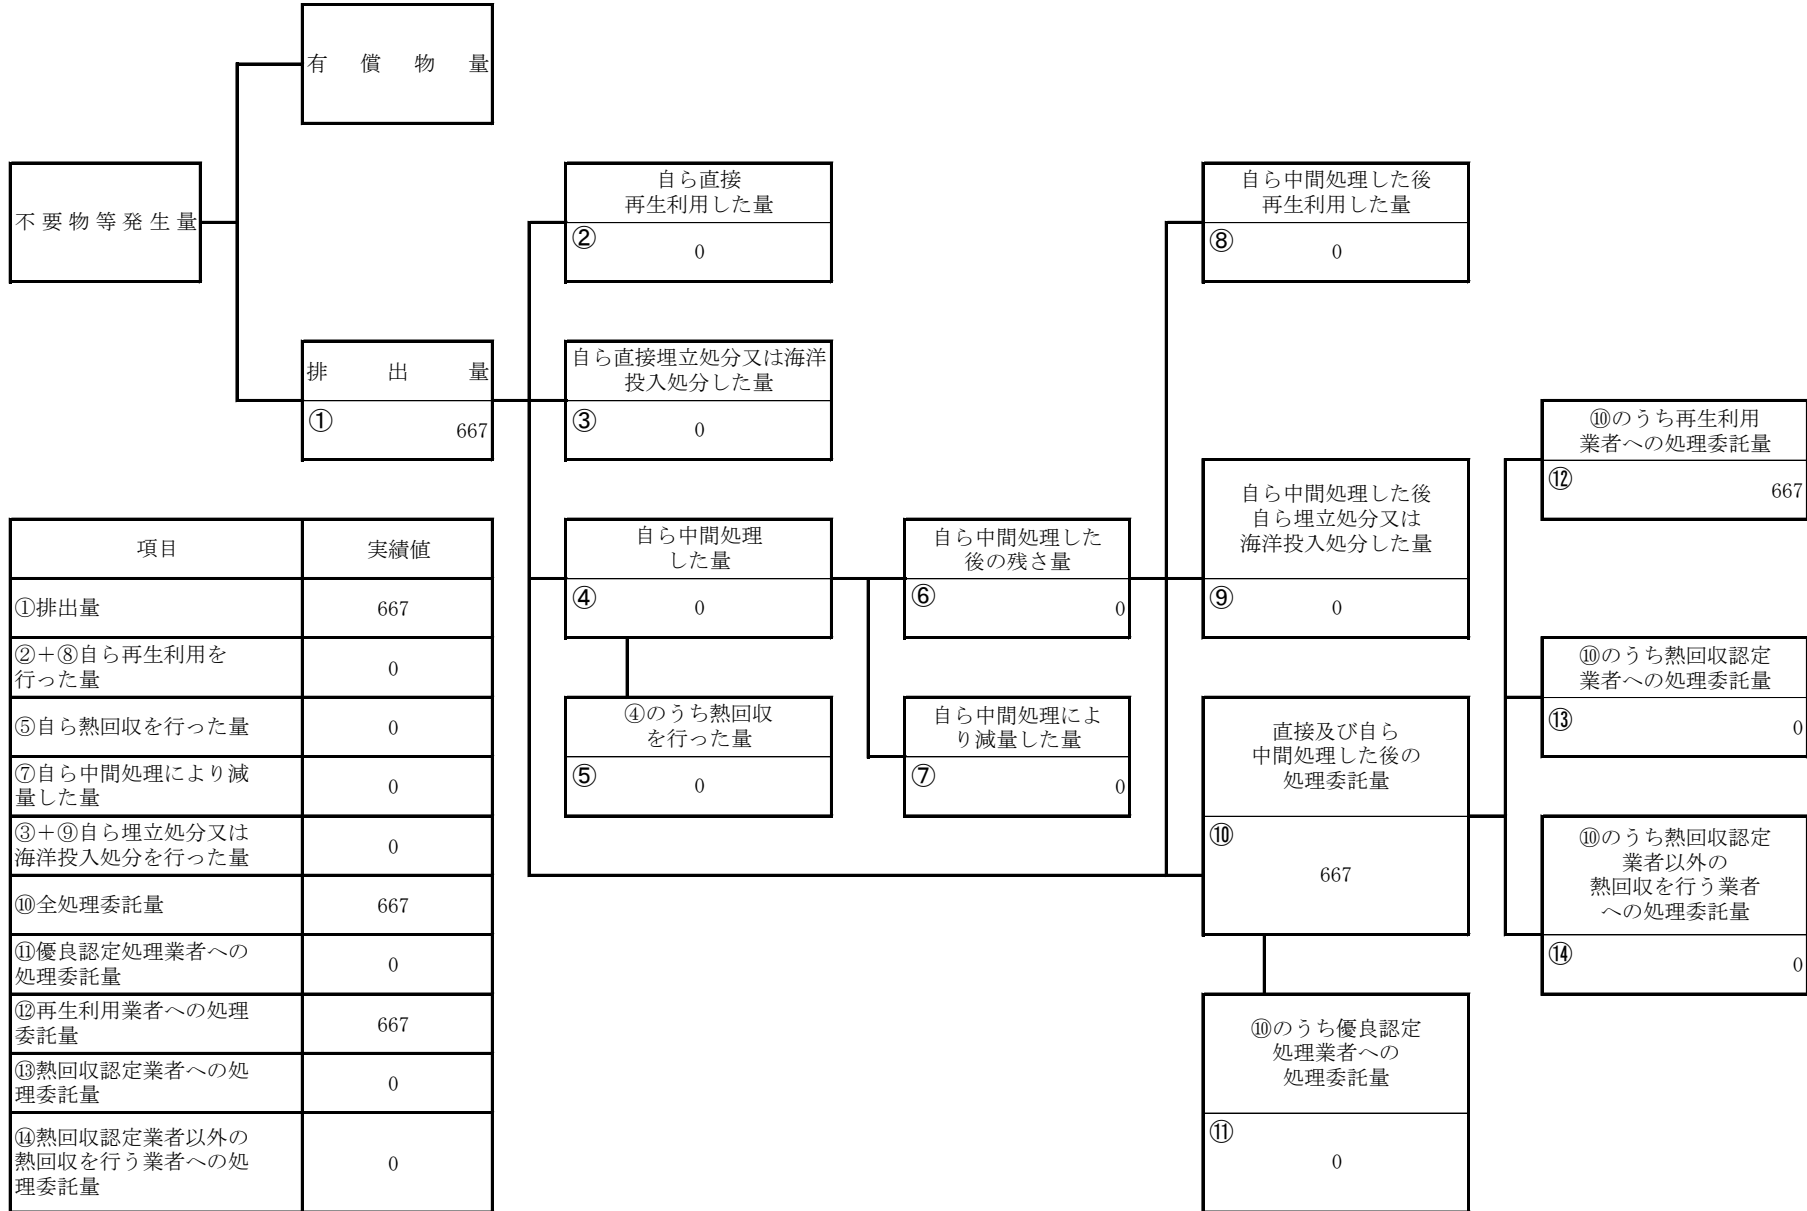 有償物量
不要物等発生量
排出量
①
667
自ら直接
再生利用した量
②
0
自ら直接埋立処分又は海洋
投入処分した量
③
0
自ら中間処理
した量
④
0
④のうち熱回収
を行った量
⑤
0
自ら中間処理した
後の残さ量
⑥
0
自ら中間処理によ
り減量した量
⑦
0
自ら中間処理した後
再生利用した量
⑧
0
自ら中間処理した後
自ら埋立処分又は
海洋投入処分した量
⑨
0
直接及び自ら
中間処理した後の
処理委託量
⑩
667
⑩のうち優良認定
処理業者への
処理委託量
⑪
0
⑩のうち再生利用
業者への処理委託量
⑫
667
⑩のうち熱回収認定
業者への処理委託量
⑬
0
⑩のうち熱回収認定
業者以外の
熱回収を行う業者
への処理委託量
⑭
0
項目 実績値
①排出量 667
②+⑧自ら再生利用を
行った量 0
⑤自ら熱回収を行った量 0
⑦自ら中間処理により減
量した量 0
③+⑨自ら埋立処分又は
海洋投入処分を行った量 0
⑩全処理委託量 667
⑪優良認定処理業者への
処理委託量 0
⑫再生利用業者への処理
委託量 667
⑬熱回収認定業者への処
理委託量 0
⑭熱回収認定業者以外の
熱回収を行う業者への処
理委託量 0